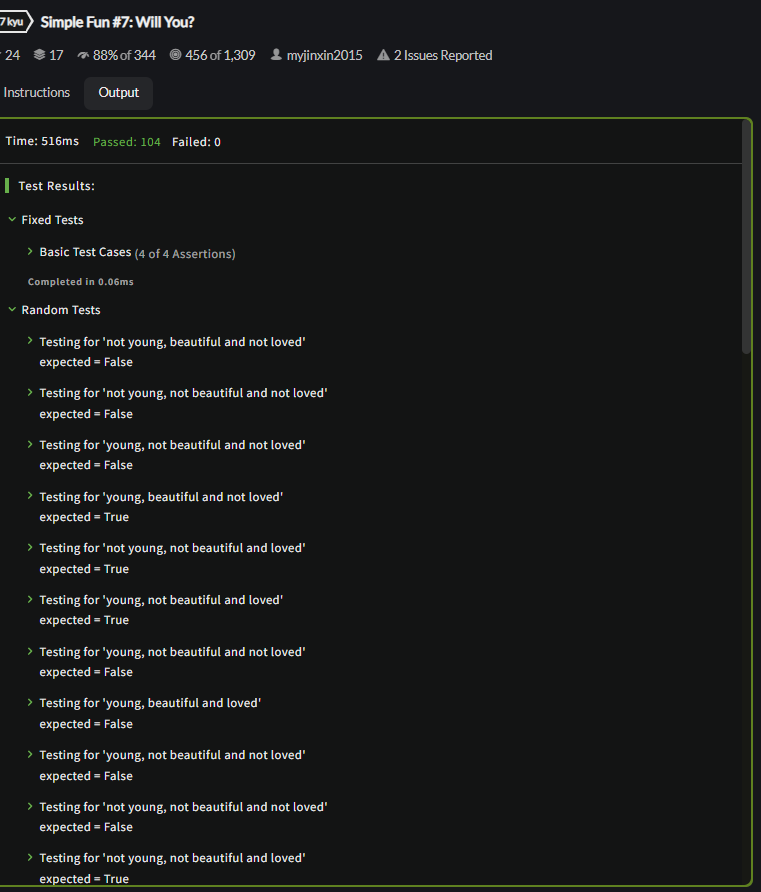 7 kyu Simple Fun #7: Will You?
24 17 88% of 344 456 of 1,309 myjinxin2015 2 Issues Reported
Instructions Output
Time: 516ms Passed: 104 Failed: 0
Test Results:
Fixed Tests
Basic Test Cases (4 of 4 Assertions)
Completed in 0.06ms
Random Tests
Testing for 'not young, beautiful and not loved'
expected = False
Testing for 'not young, not beautiful and not loved'
expected = False
Testing for 'young, not beautiful and not loved'
expected = False
Testing for 'young, beautiful and not loved'
expected = True
Testing for 'not young, not beautiful and loved'
expected = True
Testing for 'young, not beautiful and loved'
expected = True
Testing for 'young, not beautiful and not loved'
expected = False
Testing for 'young, beautiful and loved'
expected = False
Testing for 'young, not beautiful and not loved'
expected = False
Testing for 'not young, not beautiful and not loved'
expected = False
Testing for 'not young, not beautiful and loved'
expected = True